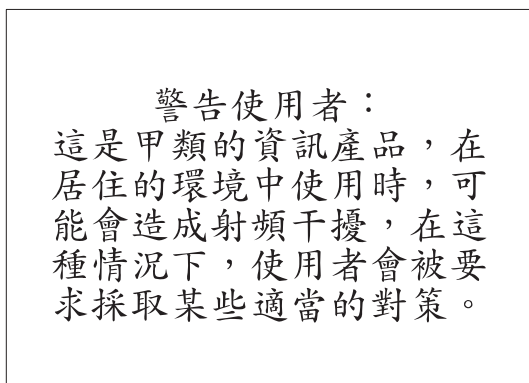 警告使用者：
這是甲類的資訊產品，在
居住的環境中使用時，可
能會造成射頻干擾，在這
種情況下，使用者會被要
求採取某些適當的對策。